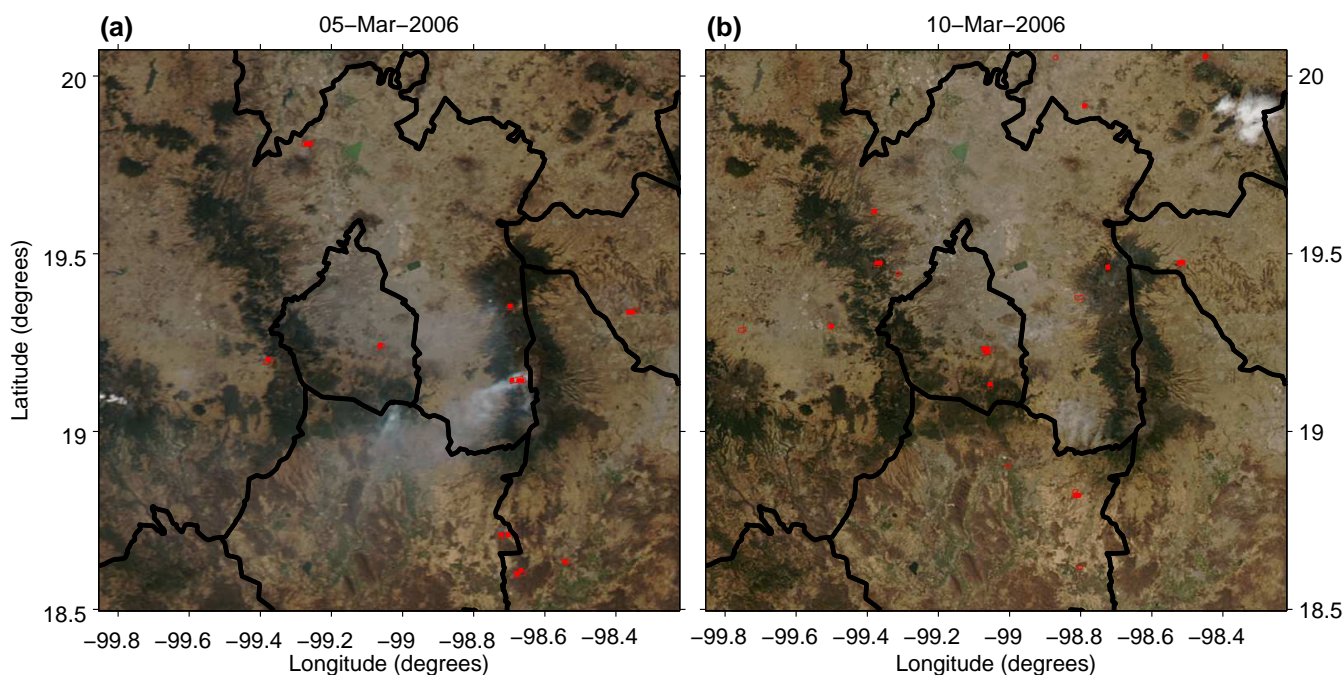 (a) 05−Mar−2006
(b) 10−Mar−2006
20
19.5
19
18.5
Latitude (degrees)
−99.8 −99.6 −99.4 −99.2 −99 −98.8 −98.6 −98.4
Longitude (degrees)
20
19.5
19
18.5
−99.8 −99.6 −99.4 −99.2 −99 −98.8 −98.6 −98.4
Longitude (degrees)